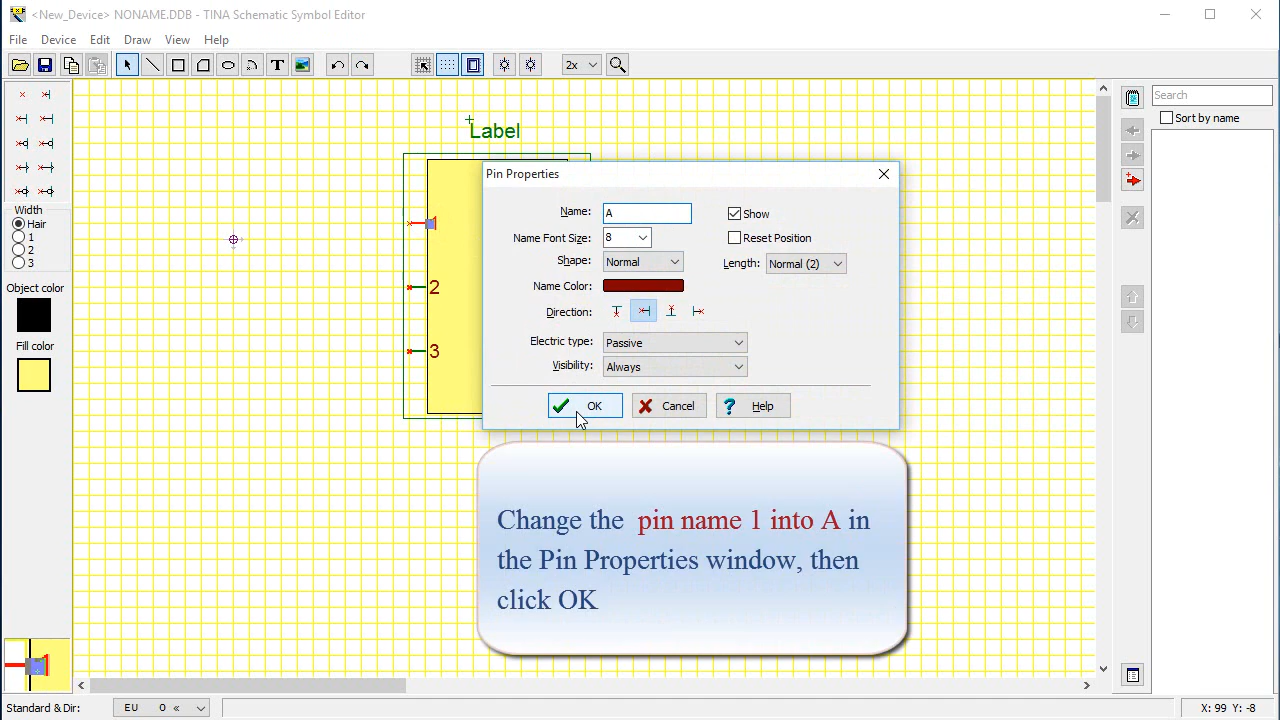 <New_Device> NONAME.DDB - TINA Schematic Symbol Editor
File Device Edit Draw View Help
T 2x
Search
Sort by name
Label
Pin Properties
Name: A Show
Name Font Size: 8 Reset Position
Shape: Normal Length: Normal (2)
Name Color:
Direction:
Electric type: Passive
Visibility: Always
OK Cancel ? Help
1
2
3
Width
Hair
1
2
3
Object color
Fill color
Change the pin name 1 into A in
the Pin Properties window, then
click OK
1
Standard & Dir: EU 0 « X: 99 Y: -8